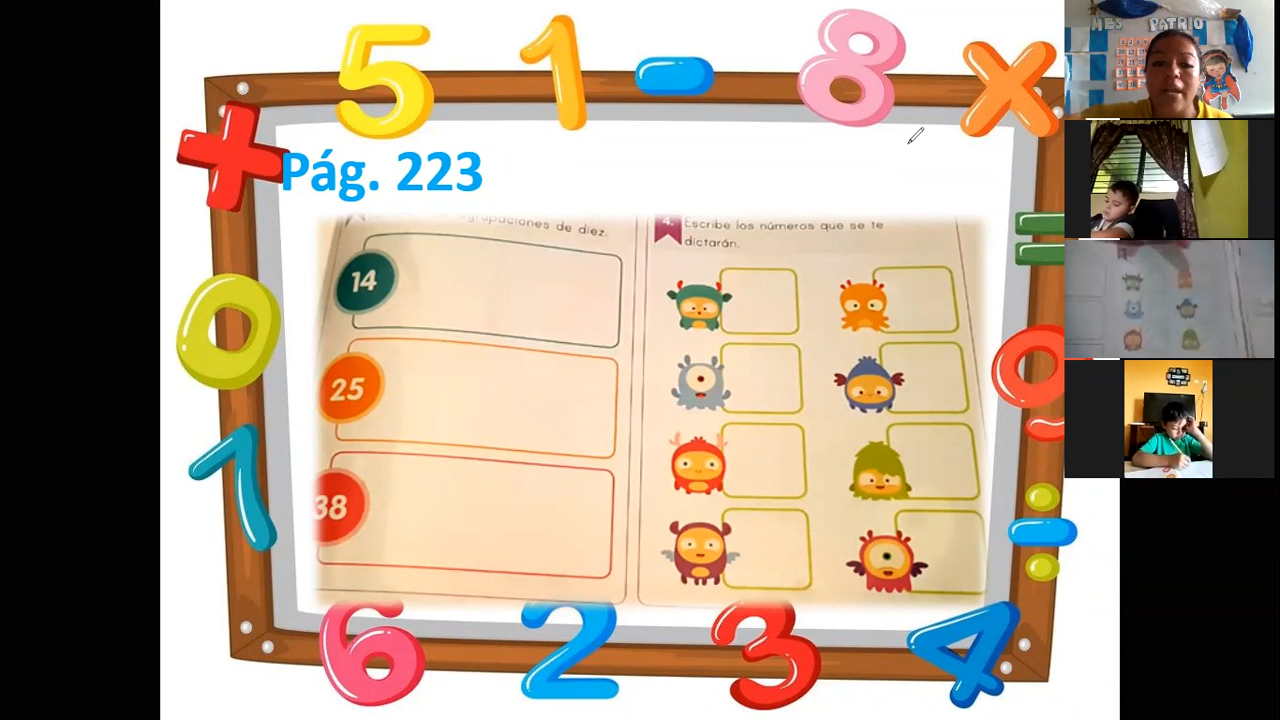 5 1 - 8 x
+
Pág. 223
agrupaciones de diez.
14
25
38
4. Escribe los números que se te
dictarán.
=
0
9
1
÷
6 2 3 4
MES PATRIO